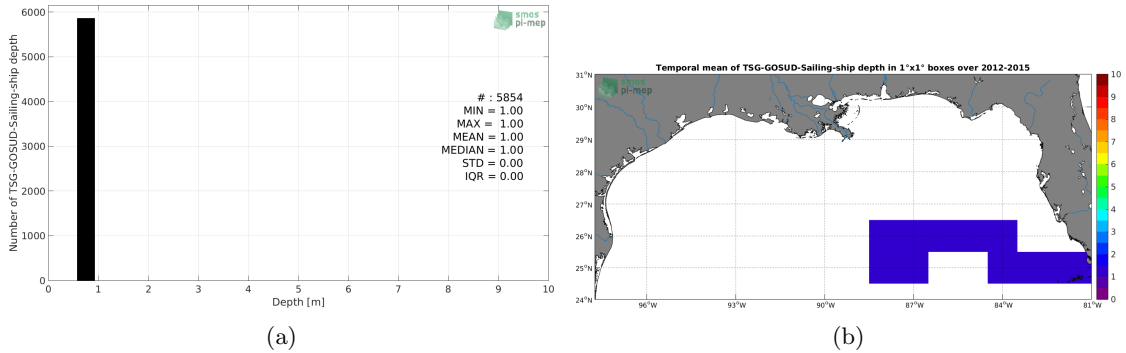 smos
pi-mep
Number of TSG-GOSUD-Sailing-ship depth
6000
5000
4000
3000
2000
1000
0
# : 5854
MIN = 1.00
MAX = 1.00
MEAN = 1.00
MEDIAN = 1.00
STD = 0.00
IQR = 0.00
0 1 2 3 4 5 6 7 8 9 10
Depth [m]
(a)
Temporal mean of TSG-GOSUD-Sailing-ship depth in 1°x1° boxes over 2012-2015
smos
pi-mep
31°N
30°N
29°N
28°N
27°N
26°N
25°N
24°N
96°W 93°W 90°W 87°W 84°W 81°W
10
9
8
7
6
5
4
3
2
1
0
(b)